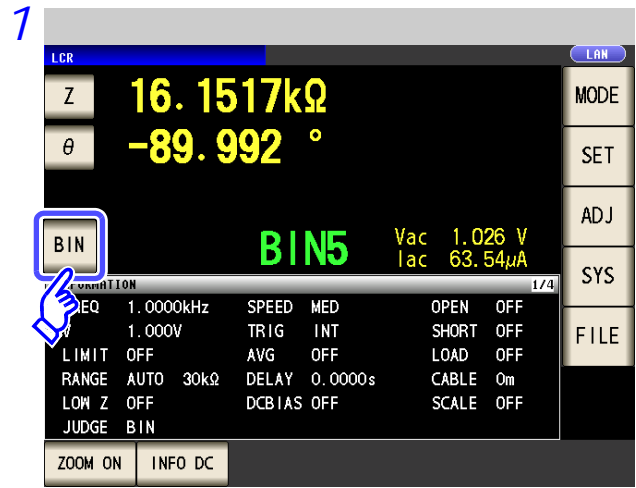 1
LCR
LAN
Z 16.1517kΩ MODE
θ -89.992 ° SET
ADJ
BIN BIN5 Vac 1.026 V
Iac 63.54μA SYS
INFORMATION 1/4
FREQ 1.0000kHz SPEED MED OPEN OFF
V 1.000V TRIG INT SHORT OFF FILE
LIMIT OFF AVG OFF LOAD OFF
RANGE AUTO 30kΩ DELAY 0.0000s CABLE 0m
LOW Z OFF DCBIAS OFF SCALE OFF
JUDGE BIN
ZOOM ON INFO DC